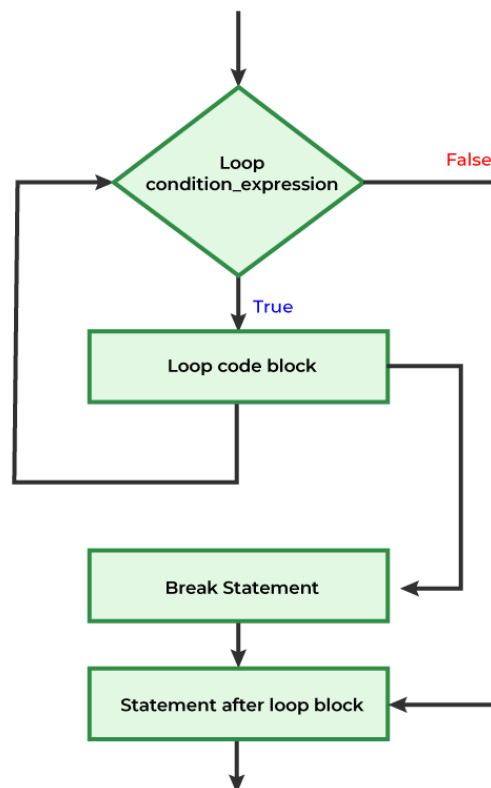 Loop
condition_expression
False
True
Loop code block
Break Statement
Statement after loop block